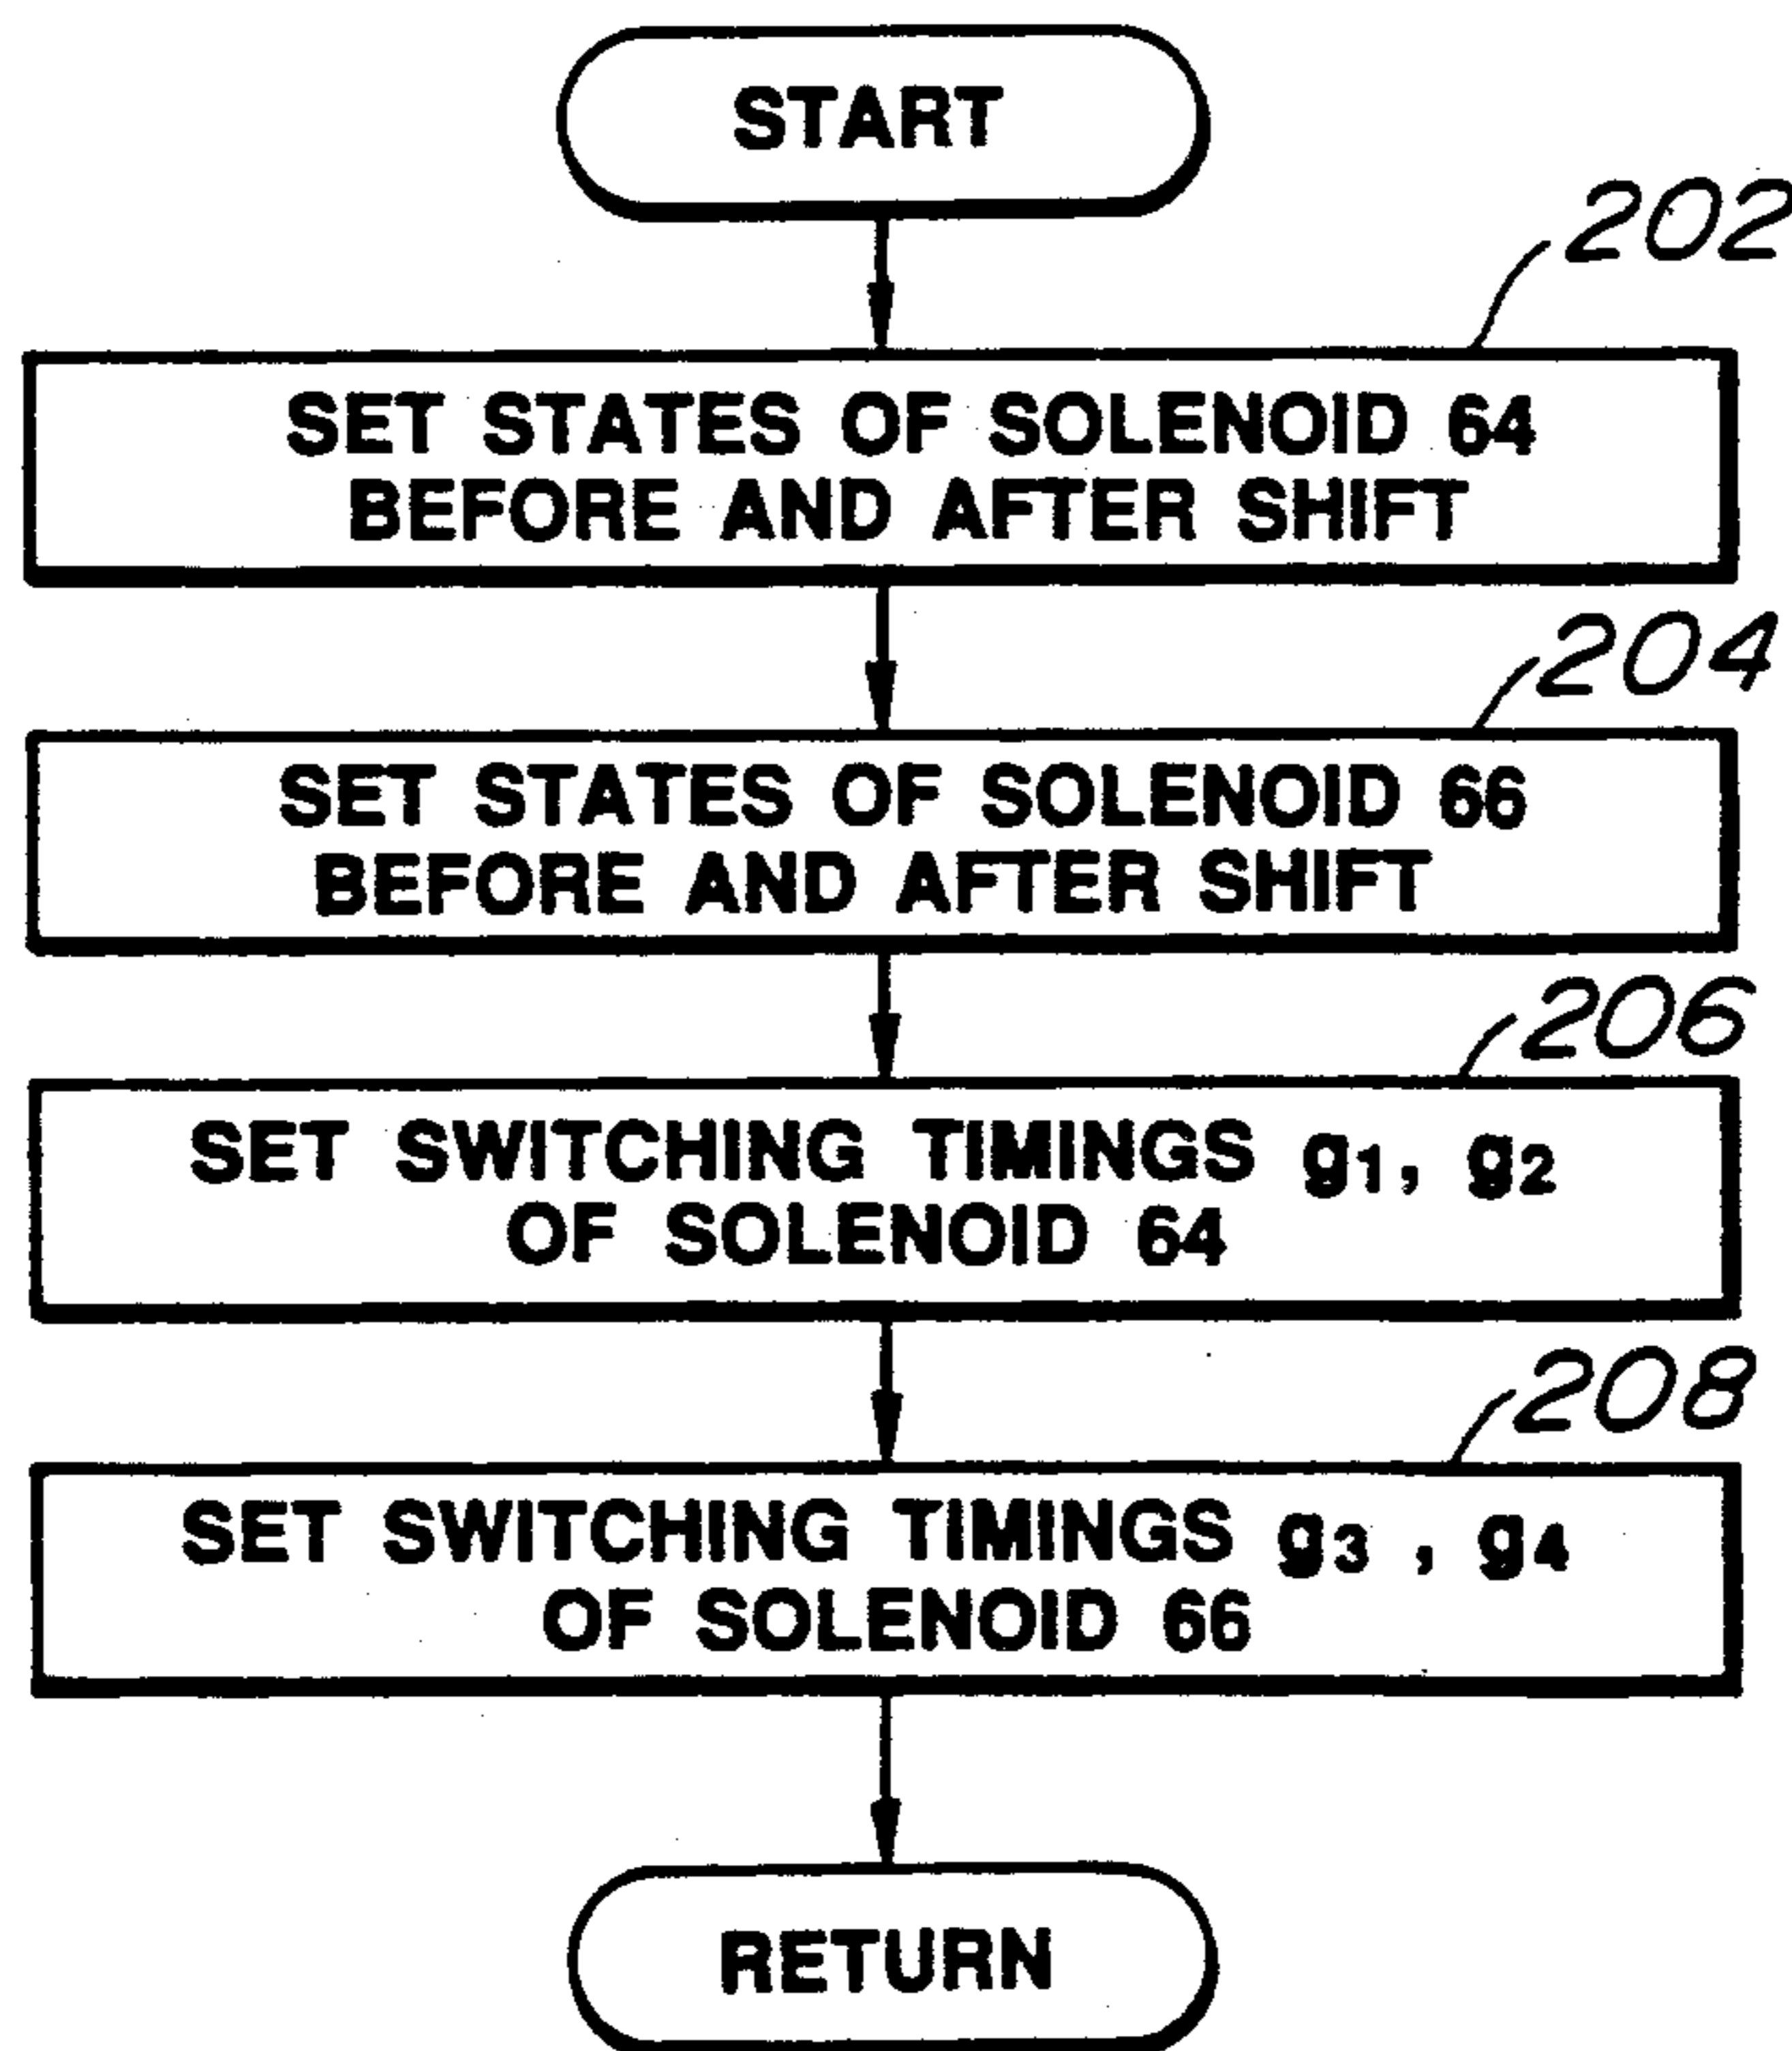 START
202
SET STATES OF SOLENOID 64
BEFORE AND AFTER SHIFT
204
SET STATES OF SOLENOID 66
BEFORE AND AFTER SHIFT
206
SET SWITCHING TIMINGS g1, g2
OF SOLENOID 64
208
SET SWITCHING TIMINGS g3 , g4
OF SOLENOID 66
RETURN